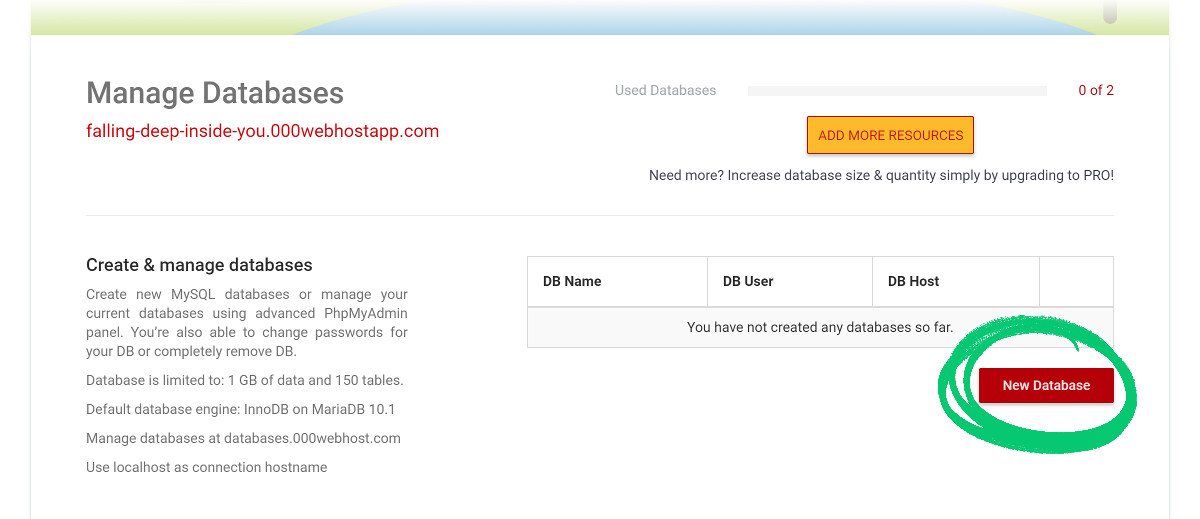 Manage Databases
falling-deep-inside-you.000webhostapp.com
Used Databases
0 of 2
ADD MORE RESOURCES
Need more? Increase database size & quantity simply by upgrading to PRO!
Create & manage databases
Create new MySQL databases or manage your
current databases using advanced PhpMyAdmin
panel. You’re also able to change passwords for
your DB or completely remove DB.
Database is limited to: 1 GB of data and 150 tables.
Default database engine: InnoDB on MariaDB 10.1
Manage databases at databases.000webhost.com
Use localhost as connection hostname
DB Name DB User DB Host
You have not created any databases so far.
New Database